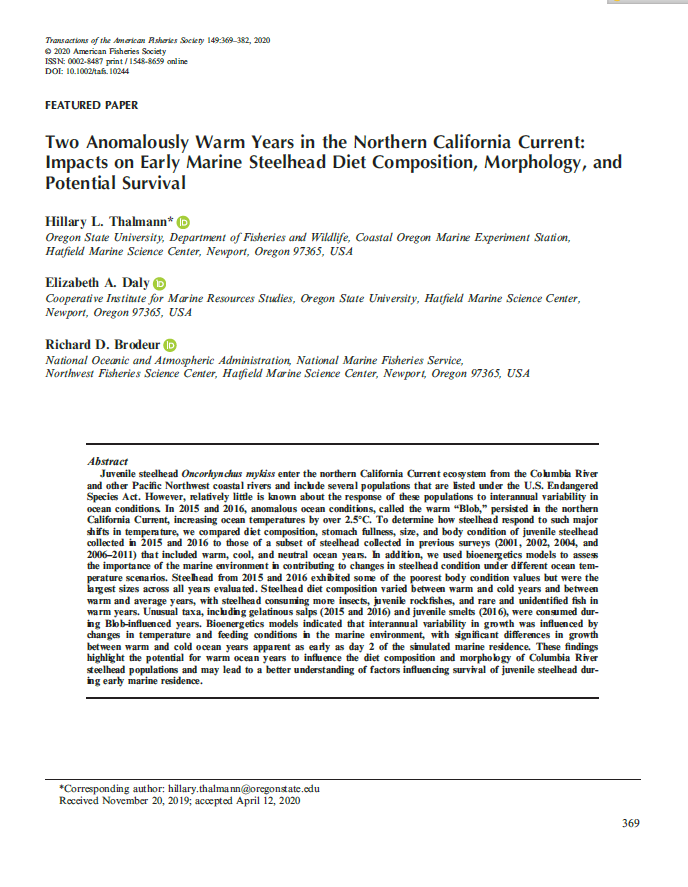 Transactions of the American Fisheries Society 149:369–382, 2020
© 2020 American Fisheries Society
ISSN: 0002-8487 print / 1548-8659 online
DOI: 10.1002/tafs.10244
FEATURED PAPER
Two Anomalously Warm Years in the Northern California Current:
Impacts on Early Marine Steelhead Diet Composition, Morphology, and
Potential Survival
Hillary L. Thalmann* iD
Oregon State University, Department of Fisheries and Wildlife, Coastal Oregon Marine Experiment Station,
Hatfield Marine Science Center, Newport, Oregon 97365, USA
Elizabeth A. Daly iD
Cooperative Institute for Marine Resources Studies, Oregon State University, Hatfield Marine Science Center,
Newport, Oregon 97365, USA
Richard D. Brodeur iD
National Oceanic and Atmospheric Administration, National Marine Fisheries Service,
Northwest Fisheries Science Center, Hatfield Marine Science Center, Newport, Oregon 97365, USA
Abstract
Juvenile steelhead Oncorhynchus mykiss enter the northern California Current ecosystem from the Columbia River
and other Pacific Northwest coastal rivers and include several populations that are listed under the U.S. Endangered
Species Act. However, relatively little is known about the response of these populations to interannual variability in
ocean conditions. In 2015 and 2016, anomalous ocean conditions, called the warm “Blob,” persisted in the northern
California Current, increasing ocean temperatures by over 2.5°C. To determine how steelhead respond to such major
shifts in temperature, we compared diet composition, stomach fullness, size, and body condition of juvenile steelhead
collected in 2015 and 2016 to those of a subset of steelhead collected in previous surveys (2001, 2002, 2004, and
2006–2011) that included warm, cool, and neutral ocean years. In addition, we used bioenergetics models to assess
the importance of the marine environment in contributing to changes in steelhead condition under different ocean tem-
perature scenarios. Steelhead from 2015 and 2016 exhibited some of the poorest body condition values but were the
largest sizes across all years evaluated. Steelhead diet composition varied between warm and cold years and between
warm and average years, with steelhead consuming more insects, juvenile rockfishes, and rare and unidentified fish in
warm years. Unusual taxa, including gelatinous salps (2015 and 2016) and juvenile smelts (2016), were consumed dur-
ing Blob-influenced years. Bioenergetics models indicated that interannual variability in growth was influenced by
changes in temperature and feeding conditions in the marine environment, with significant differences in growth
between warm and cold ocean years apparent as early as day 2 of the simulated marine residence. These findings
highlight the potential for warm ocean years to influence the diet composition and morphology of Columbia River
steelhead populations and may lead to a better understanding of factors influencing survival of juvenile steelhead dur-
ing early marine residence.
*Corresponding author: hillary.thalmann@oregonstate.edu
Received November 20, 2019; accepted April 12, 2020
369